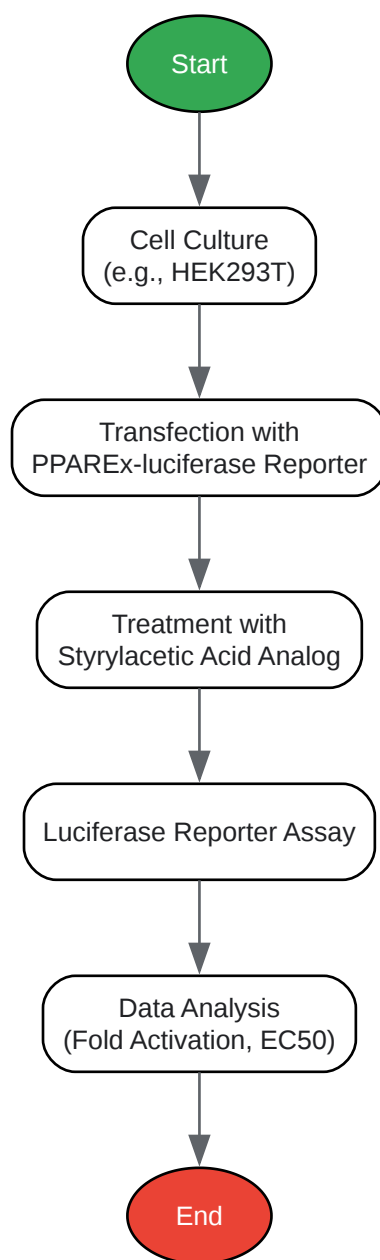 Start
Cell Culture
(e.g., HEK293T)
Transfection with
PPAREx-luciferase Reporter
Treatment with
Styrylacetic Acid Analog
Luciferase Reporter Assay
Data Analysis
(Fold Activation, EC50)
End